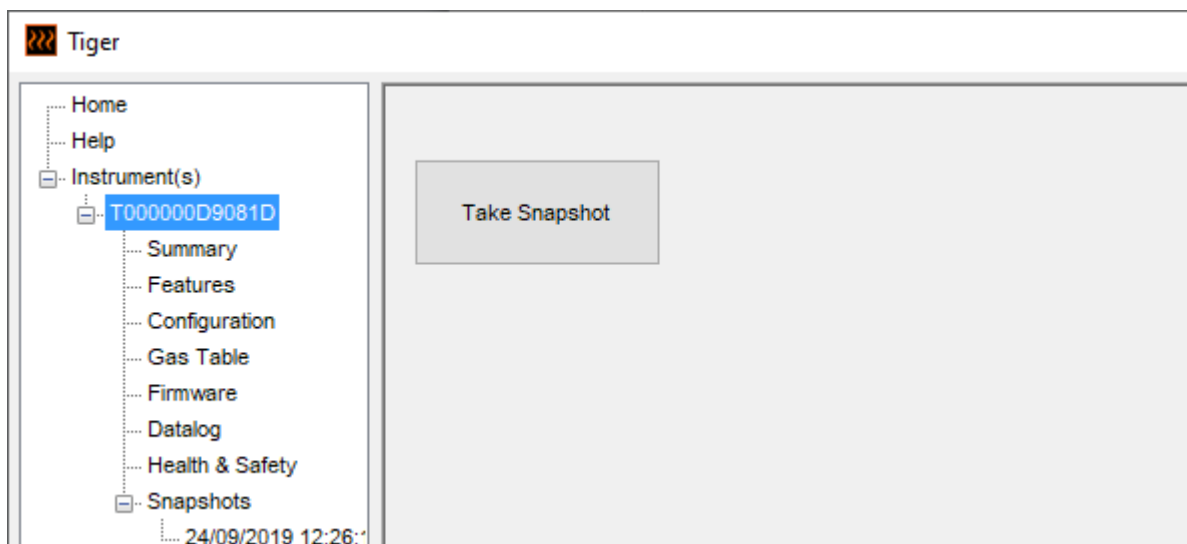 Tiger
Home
Help
Instrument(s)
T000000D9081D
Summary
Features
Configuration
Gas Table
Firmware
Datalog
Health & Safety
Snapshots
24/09/2019 12:26:
Take Snapshot